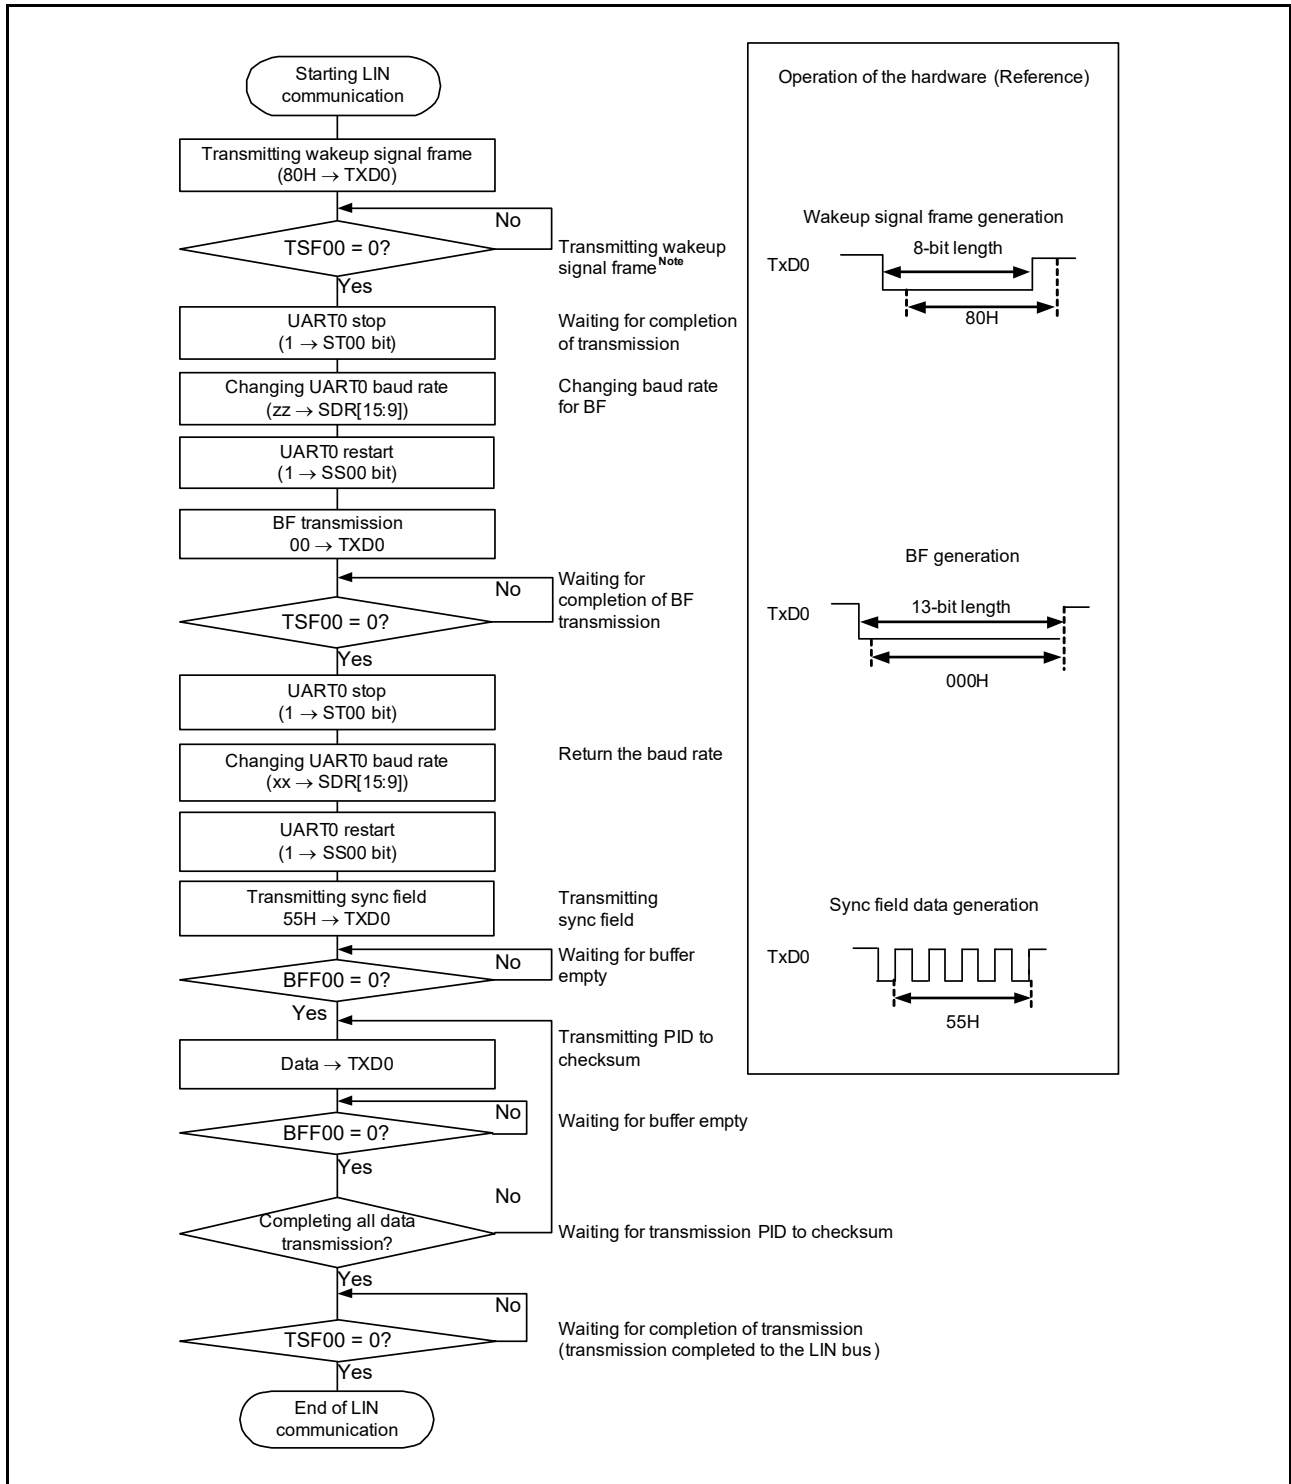 Starting LIN
communication
Transmitting wakeup signal frame
(80H → TXD0)
No
TSF00 = 0?
Transmitting wakeup
signal frame Note
Yes
UART0 stop
(1 → ST00 bit)
Waiting for completion
of transmission
Changing UART0 baud rate
(zz → SDR[15:9])
Changing baud rate
for BF
UART0 restart
(1 → SS00 bit)
BF transmission
00 → TXD0
No
Waiting for
completion of BF
transmission
TSF00 = 0?
Yes
UART0 stop
(1 → ST00 bit)
Changing UART0 baud rate
(xx → SDR[15:9])
Return the baud rate
UART0 restart
(1 → SS00 bit)
Transmitting sync field
55H → TXD0
Transmitting
sync field
No
Waiting for buffer
empty
BFF00 = 0?
Yes
Transmitting PID to
checksum
Data → TXD0
No
Waiting for buffer empty
BFF00 = 0?
Yes
No
Completing all data
transmission?
Waiting for transmission PID to checksum
Yes
No
TSF00 = 0?
Waiting for completion of transmission
(transmission completed to the LIN bus)
Yes
End of LIN
communication
Operation of the hardware (Reference)
Wakeup signal frame generation
TxD0
8-bit length
80H
BF generation
TxD0
13-bit length
000H
Sync field data generation
TxD0
55H